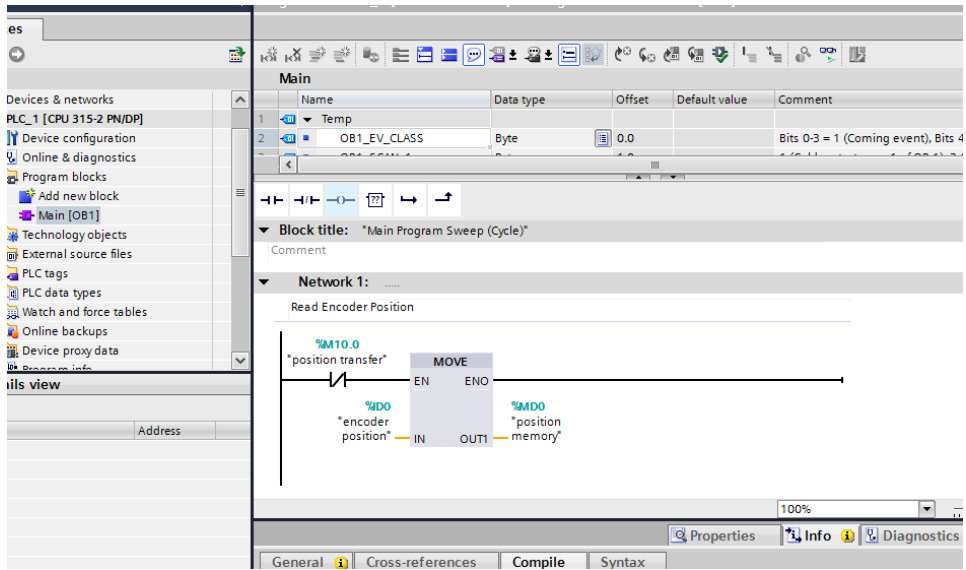 es
Main
Name Data type Offset Default value Comment
1 Temp
2 OB1_EV_CLASS Byte 0.0 Bits 0-3 = 1 (Coming event), Bits 4
Devices & networks
PLC_1 [CPU 315-2 PN/DP]
Device configuration
Online & diagnostics
Program blocks
Add new block
Main [OB1]
Technology objects
External source files
PLC tags
PLC data types
Watch and force tables
Online backups
Device proxy data
Program info
ails view
Address
??
Block title: "Main Program Sweep (Cycle)"
Comment
Network 1: .....
Read Encoder Position
%M10.0
"position transfer"
MOVE
EN ENO
%ID0
"encoder
position"
IN OUT1
%MD0
"position
memory"
100%
Properties Info Diagnostics
General Cross-references Compile Syntax